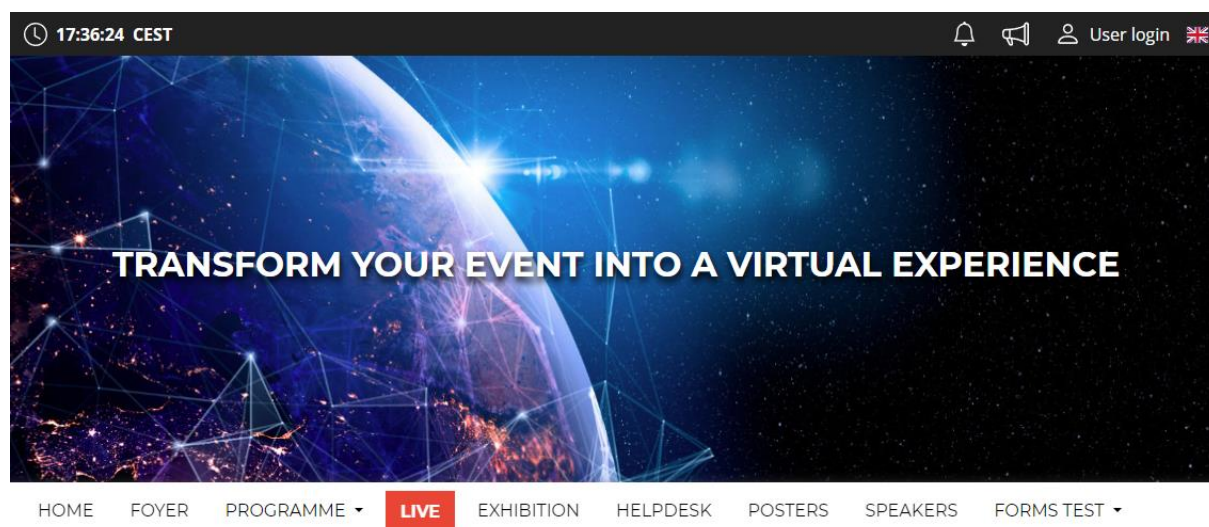 17:36:24 CEST User login
TRANSFORM YOUR EVENT INTO A VIRTUAL EXPERIENCE
HOME FOYER PROGRAMME LIVE EXHIBITION HELPDESK POSTERS SPEAKERS FORMS TEST